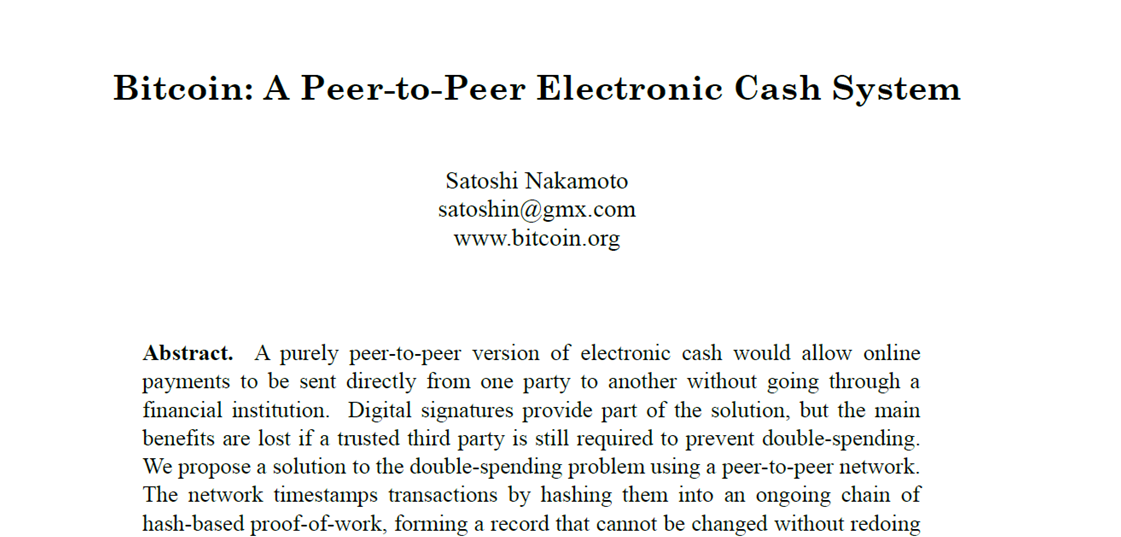 Bitcoin: A Peer-to-Peer Electronic Cash System
Satoshi Nakamoto
satoshin@gmx.com
www.bitcoin.org
Abstract. A purely peer-to-peer version of electronic cash would allow online
payments to be sent directly from one party to another without going through a
financial institution. Digital signatures provide part of the solution, but the main
benefits are lost if a trusted third party is still required to prevent double-spending.
We propose a solution to the double-spending problem using a peer-to-peer network.
The network timestamps transactions by hashing them into an ongoing chain of
hash-based proof-of-work, forming a record that cannot be changed without redoing